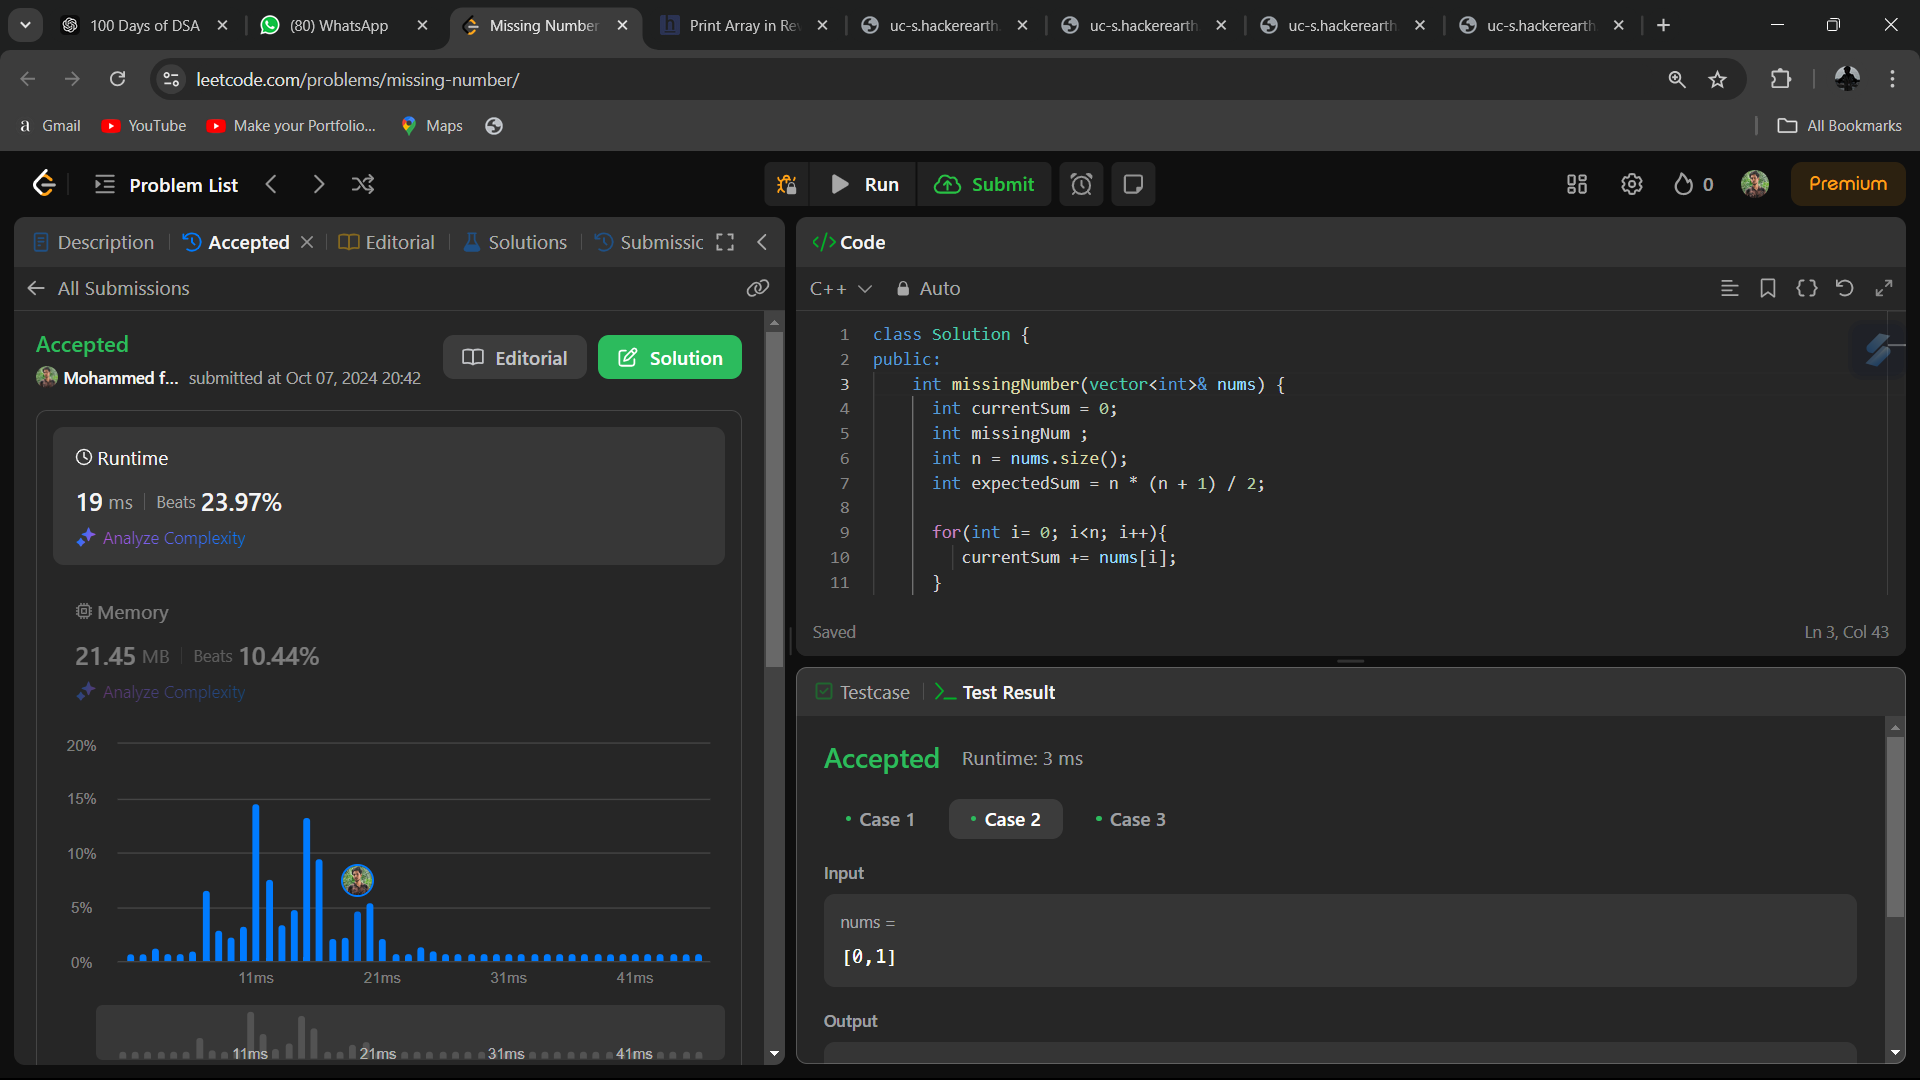 100 Days of DSA
(80) WhatsApp
Missing Number
Print Array in Re
uc-s.hackerearth.
uc-s.hackerearth
uc-s.hackerearth
uc-s.hackerearth
leetcode.com/problems/missing-number/
a Gmail
YouTube
Make your Portfolio...
Maps
All Bookmarks
Problem List
Run
Submit
0
Premium
Description
Accepted
Editorial
Solutions
Submissic
All Submissions
Accepted
Mohammed f... submitted at Oct 07, 2024 20:42
Editorial
Solution
Runtime
19 ms Beats 23.97%
Analyze Complexity
Memory
21.45 MB Beats 10.44%
Analyze Complexity
20%
15%
10%
5%
0%
11ms 21ms 31ms 41ms
11ms 21ms 31ms 41ms
</> Code
C++ Auto
1 class Solution {
2 public:
3 int missingNumber(vector<int>& nums) {
4 int currentSum = 0;
5 int missingNum ;
6 int n = nums.size();
7 int expectedSum = n * (n + 1) / 2;
8
9 for(int i= 0; i<n; i++){
10 currentSum += nums[i];
11 }
Saved
Ln 3, Col 43
Testcase
Test Result
Accepted Runtime: 3 ms
Case 1
Case 2
Case 3
Input
nums =
[0,1]
Output